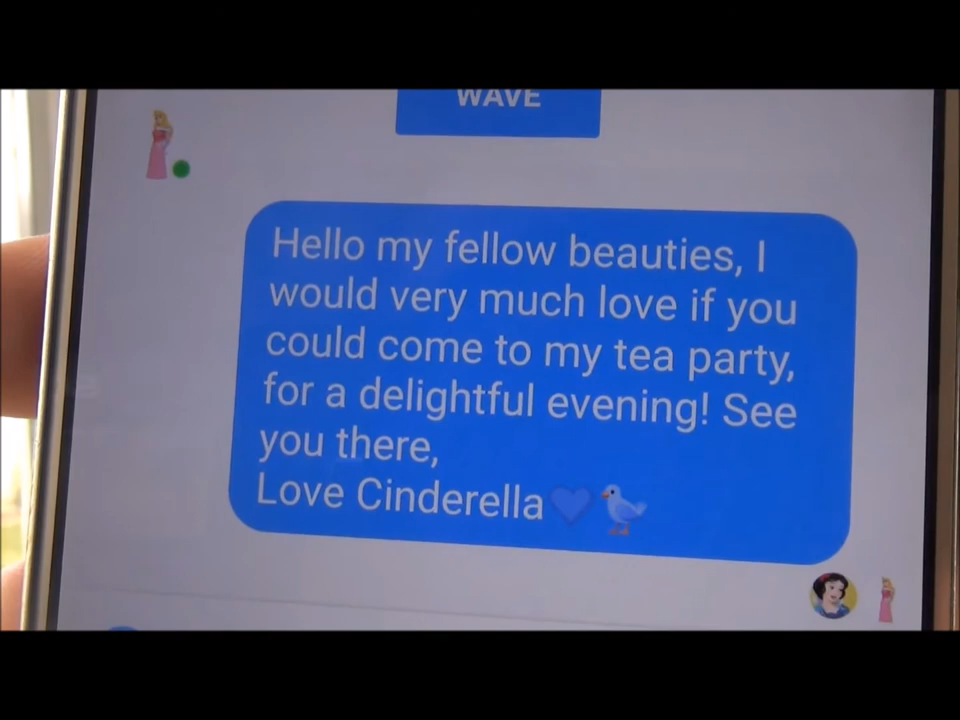 WAVE
Hello my fellow beauties, I
would very much love if you
could come to my tea party,
for a delightful evening! See
you there,
Love Cinderella💙🐦